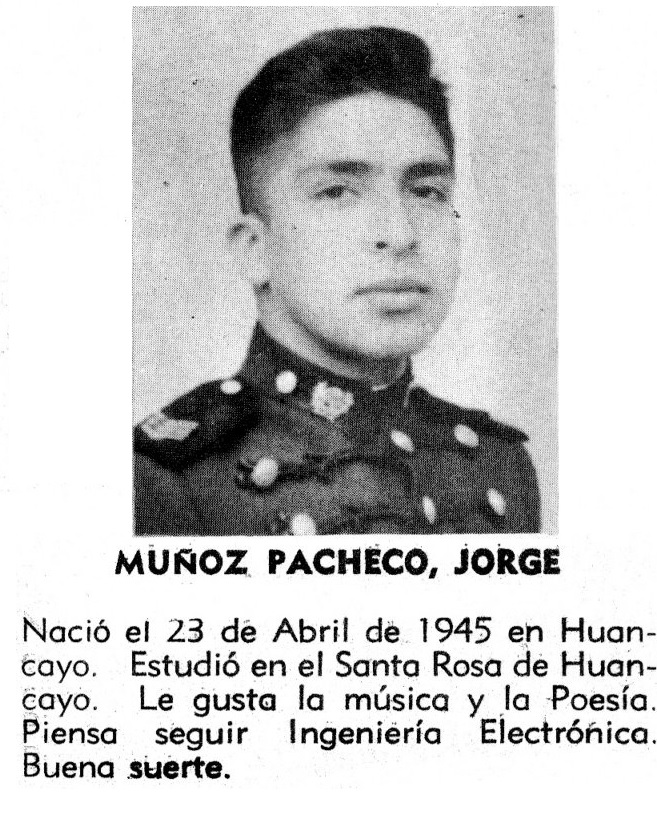 MUÑOZ PACHECO, JORGE
Nació el 23 de Abril de 1945 en Huan-
cayo. Estudió en el Santa Rosa de Huan-
cayo. Le gusta la música y la Poesía.
Piensa seguir Ingeniería Electrónica.
Buena suerte.